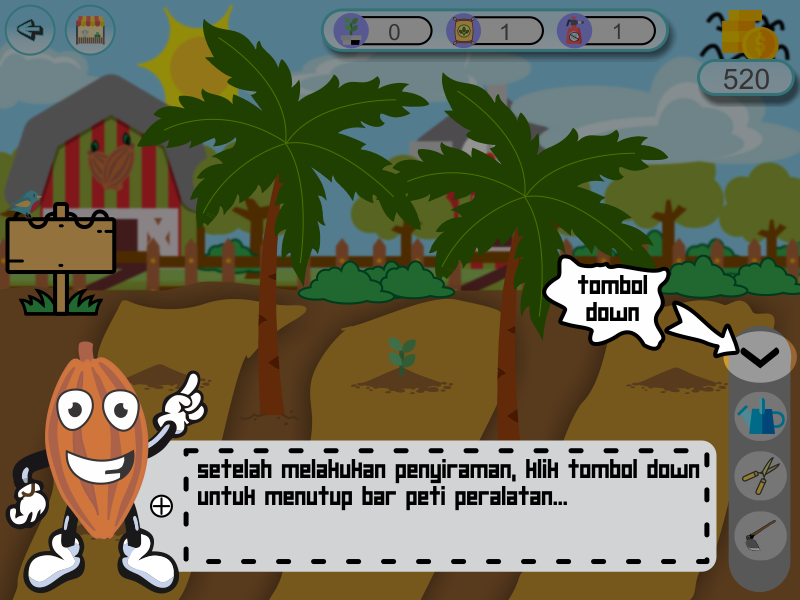 0 1 1
520
tombol
down
setelah melakukan penyiraman, klik tombol down
untuk menutup bar peti peralatan...